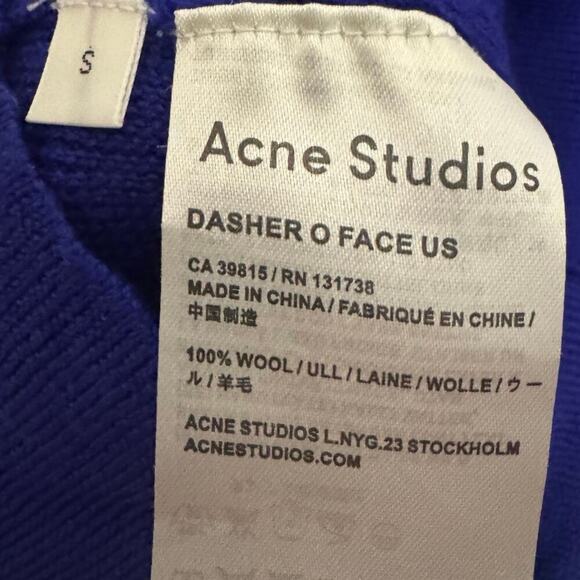 S
Acne Studios
DASHER O FACE US
CA 39815 / RN 131738
MADE IN CHINA / FABRIQUÉ EN CHINE /
中国制造
100% WOOL / ULL / LAINE / WOLLE / ウー
ル / 羊毛
ACNE STUDIOS L.NYG.23 STOCKHOLM
ACNESTUDIOS.COM